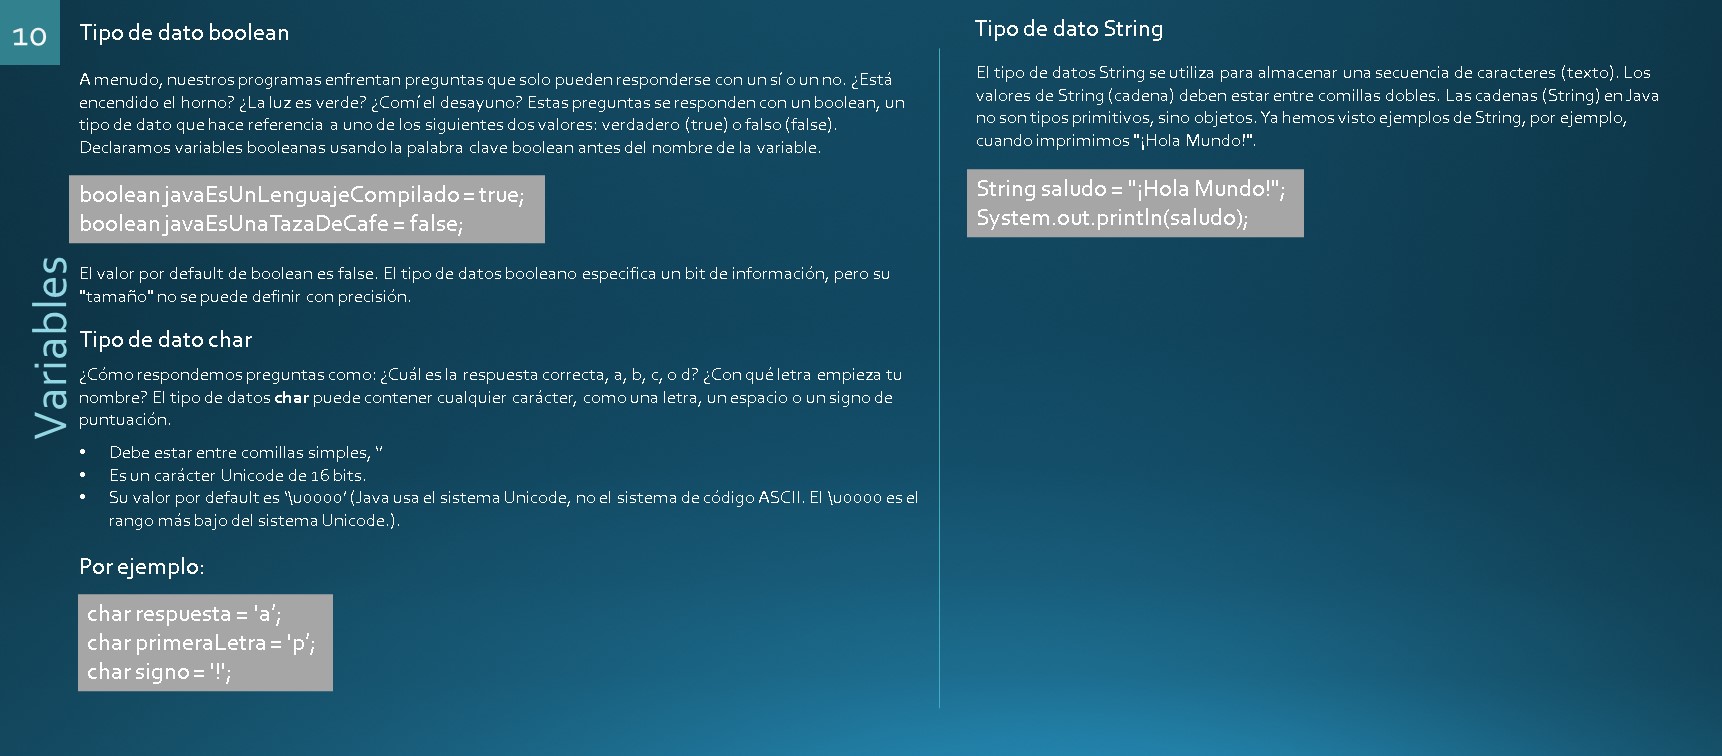 10
Variables
Tipo de dato boolean
A menudo, nuestros programas enfrentan preguntas que solo pueden responderse con un sí o un no. ¿Está
encendido el horno? ¿La luz es verde? ¿Comí el desayuno? Estas preguntas se responden con un boolean, un
tipo de dato que hace referencia a uno de los siguientes dos valores: verdadero (true) o falso (false).
Declaramos variables booleanas usando la palabra clave boolean antes del nombre de la variable.
boolean javaEsUnLenguajeCompilado = true;
boolean javaEsUnaTazaDeCafe = false;
El valor por default de boolean es false. El tipo de datos booleano especifica un bit de información, pero su
"tamaño" no se puede definir con precisión.
Tipo de dato char
¿Cómo respondemos preguntas como: ¿Cuál es la respuesta correcta, a, b, c, o d? ¿Con qué letra empieza tu
nombre? El tipo de datos char puede contener cualquier carácter, como una letra, un espacio o un signo de
puntuación.
• Debe estar entre comillas simples, ‘’
• Es un carácter Unicode de 16 bits.
• Su valor por default es ‘\u0000’ (Java usa el sistema Unicode, no el sistema de código ASCII. El \u0000 es el
rango más bajo del sistema Unicode.).
Por ejemplo:
char respuesta = 'a’;
char primeraLetra = 'p’;
char signo = '!';
Tipo de dato String
El tipo de datos String se utiliza para almacenar una secuencia de caracteres (texto). Los
valores de String (cadena) deben estar entre comillas dobles. Las cadenas (String) en Java
no son tipos primitivos, sino objetos. Ya hemos visto ejemplos de String, por ejemplo,
cuando imprimimos "¡Hola Mundo!".
String saludo = "¡Hola Mundo!";
System.out.println(saludo);